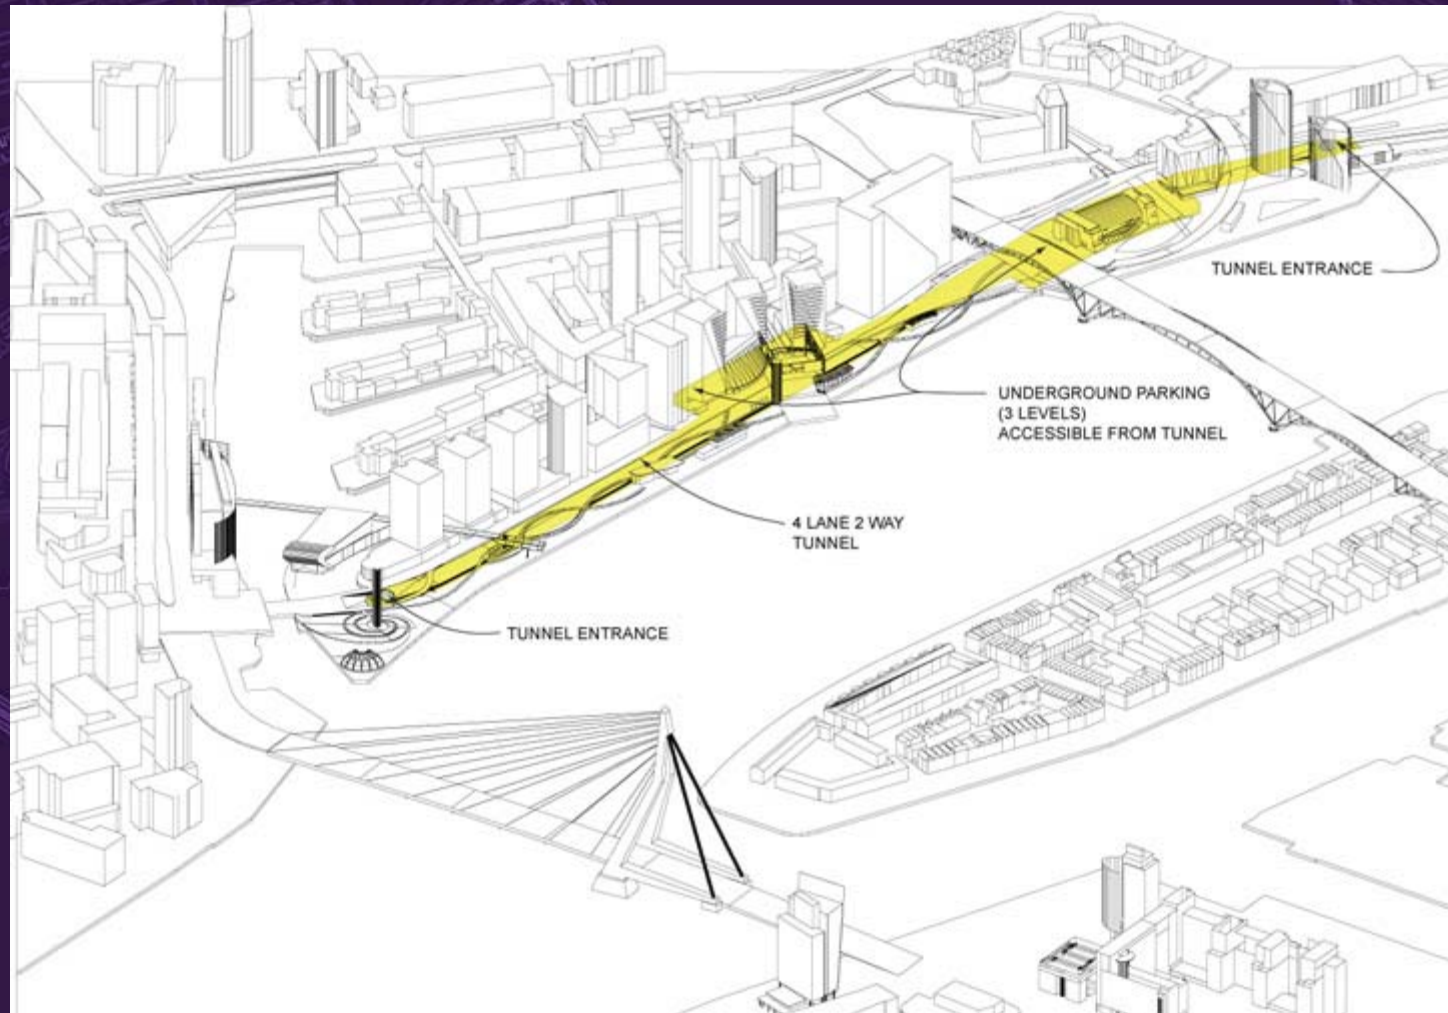 TUNNEL ENTRANCE
UNDERGROUND PARKING
(3 LEVELS)
ACCESSIBLE FROM TUNNEL
4 LANE 2 WAY
TUNNEL
TUNNEL ENTRANCE